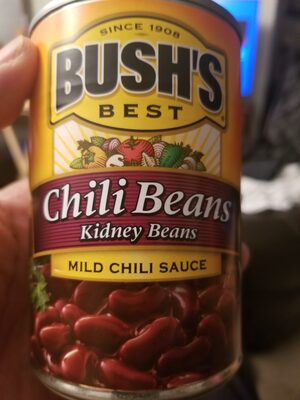 SINCE 1908
BUSH'S
BEST
Chili Beans
Kidney Beans
MILD CHILI SAUCE